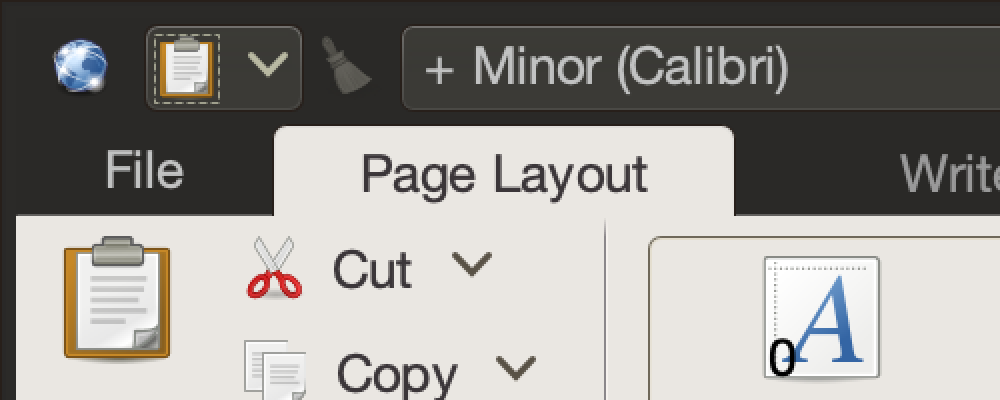 + Minor (Calibri)
File
Page Layout
Write
Cut
A
0
Copy